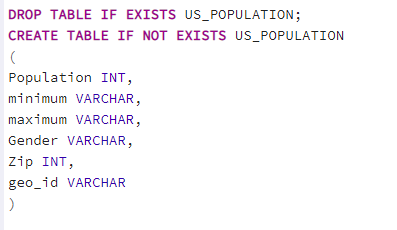 DROP TABLE IF EXISTS US_POPULATION;
CREATE TABLE IF NOT EXISTS US_POPULATION
(
Population INT,
minimum VARCHAR,
maximum VARCHAR,
Gender VARCHAR,
Zip INT,
geo_id VARCHAR
)